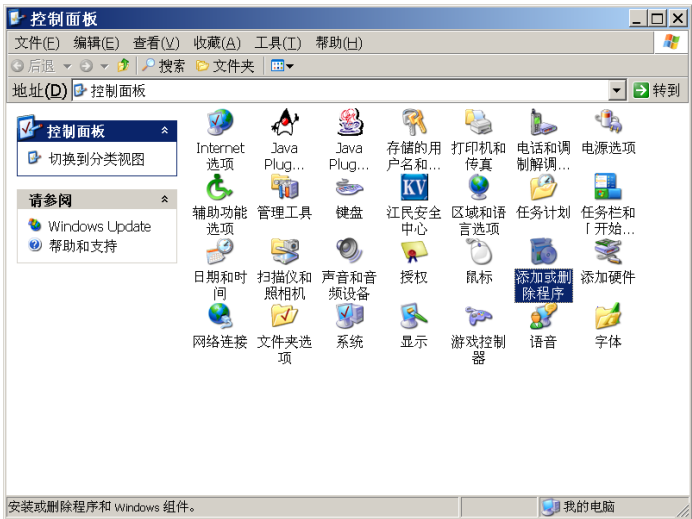 控制面板
文件(F) 编辑(E) 查看(V) 收藏(A) 工具(T) 帮助(H)
后退 搜索 文件夹
地址(D) 控制面板 转到
控制面板
切换到分类视图
请参阅
Windows Update
帮助和支持
Internet 选项
Java Plug...
Java Plug...
存储的用户名和...
打印机和传真
电话和调制解调...
电源选项
辅助功能选项
管理工具
键盘
KV
江民安全中心
区域和语言选项
任务计划
任务栏和「开始...
日期和时间
扫描仪和照相机
声音和音频设备
授权
鼠标
添加或删除程序
添加硬件
网络连接
文件夹选项
系统
显示
游戏控制器
语音
字体
安装或删除程序和 Windows 组件。 我的电脑